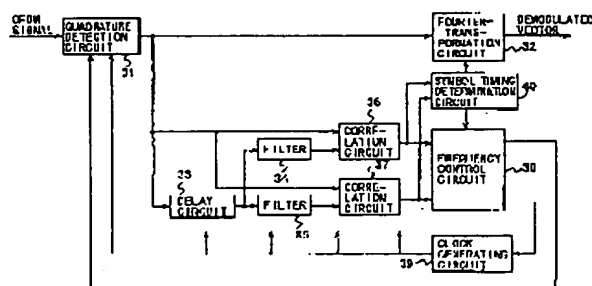 OFDM
SIGNAL
QUADRATURE
DETECTION
CIRCUIT
31
FOURIER-
TRANS-
FORMATION
CIRCUIT
32
DEMODULATED
VECTOR
SYMBOL TIMING
DETERMINATION
CIRCUIT
40
36
CORRE-
LATION
CIRCUIT
FILTER
34
37
CORRE-
LATION
CIRCUIT
FREQUENCY
CONTROL
CIRCUIT
38
33
DELAY
CIRCUIT
FILTER
35
CLOCK
GENERATING
CIRCUIT
39